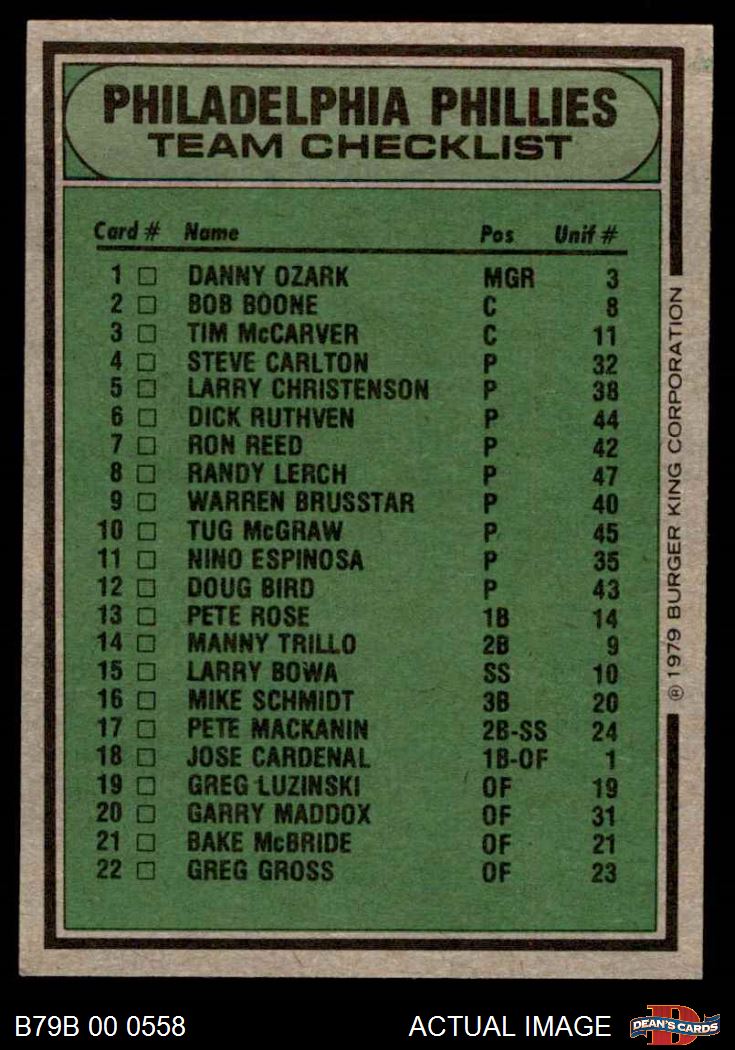 PHILADELPHIA PHILLIES
TEAM CHECKLIST
Card # Name Pos Unif #
1 DANNY OZARK MGR 3
2 BOB BOONE C 8
3 TIM McCARVER C 11
4 STEVE CARLTON P 32
5 LARRY CHRISTENSON P 38
6 DICK RUTHVEN P 44
7 RON REED P 42
8 RANDY LERCH P 47
9 WARREN BRUSSTAR P 40
10 TUG McGRAW P 45
11 NINO ESPINOSA P 35
12 DOUG BIRD P 43
13 PETE ROSE 1B 14
14 MANNY TRILLO 2B 9
15 LARRY BOWA SS 10
16 MIKE SCHMIDT 3B 20
17 PETE MACKANIN 2B-SS 24
18 JOSE CARDENAL 1B-OF 1
19 GREG LUZINSKI OF 19
20 GARRY MADDOX OF 31
21 BAKE McBRIDE OF 21
22 GREG GROSS OF 23
® 1979 BURGER KING CORPORATION
B79B 00 0558 ACTUAL IMAGE
D
DEAN'S CARDS